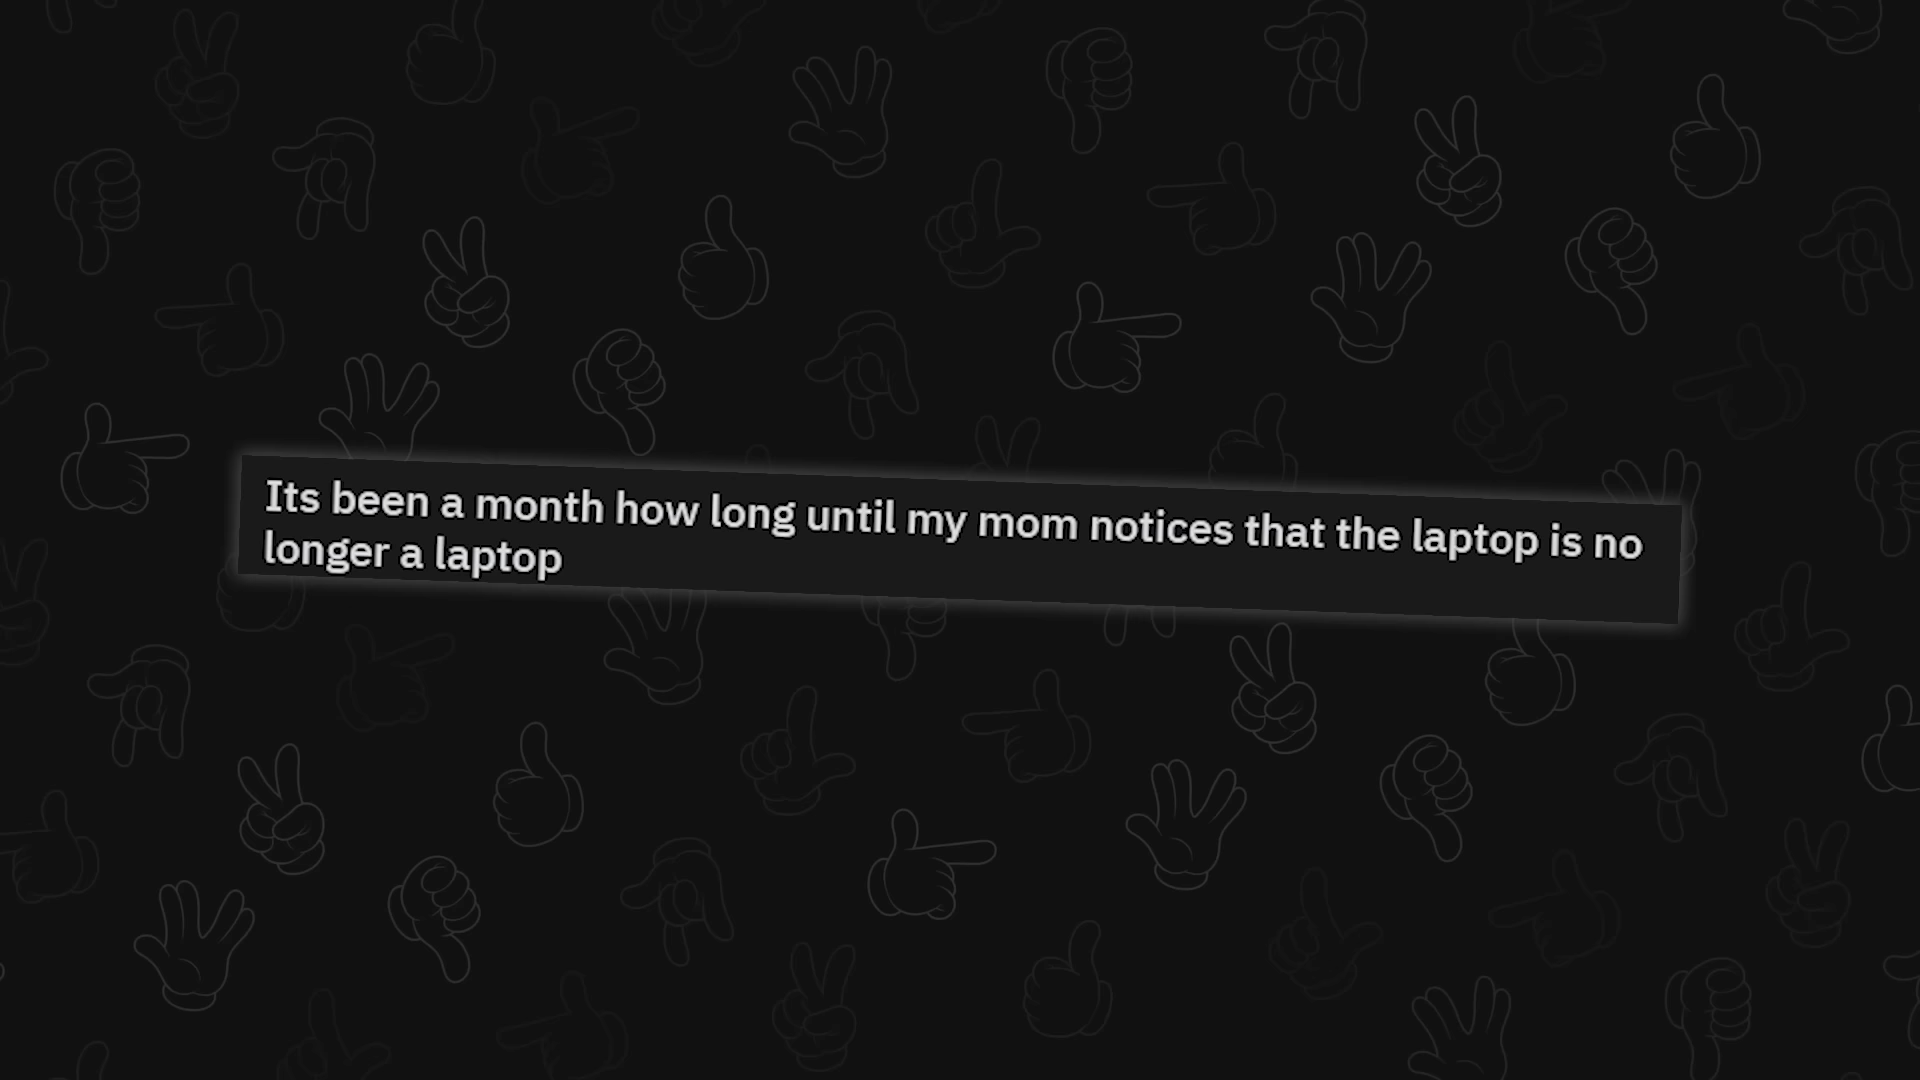 Its been a month how long until my mom notices that the laptop is no
longer a laptop